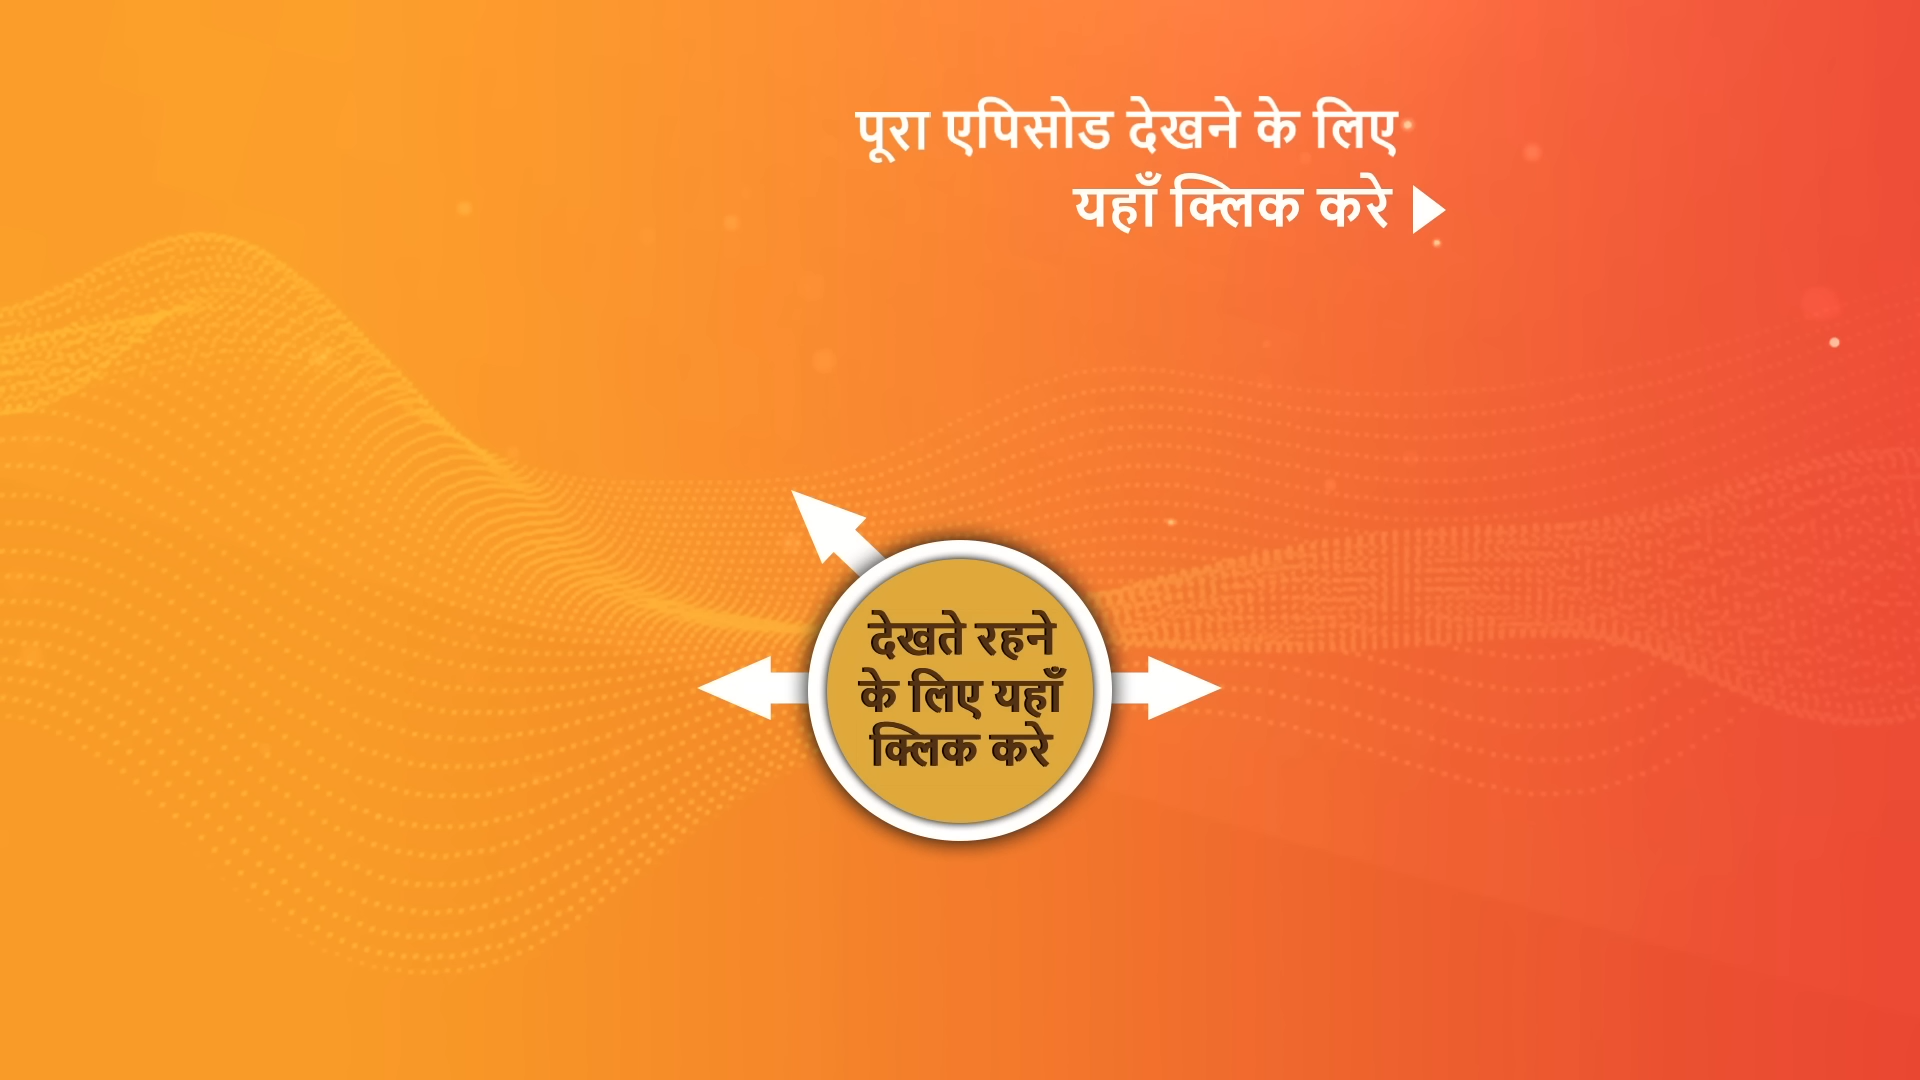 पूरा एपिसोड देखने के लिए
यहाँ क्लिक करे
देखते रहने
के लिए यहाँ
क्लिक करे